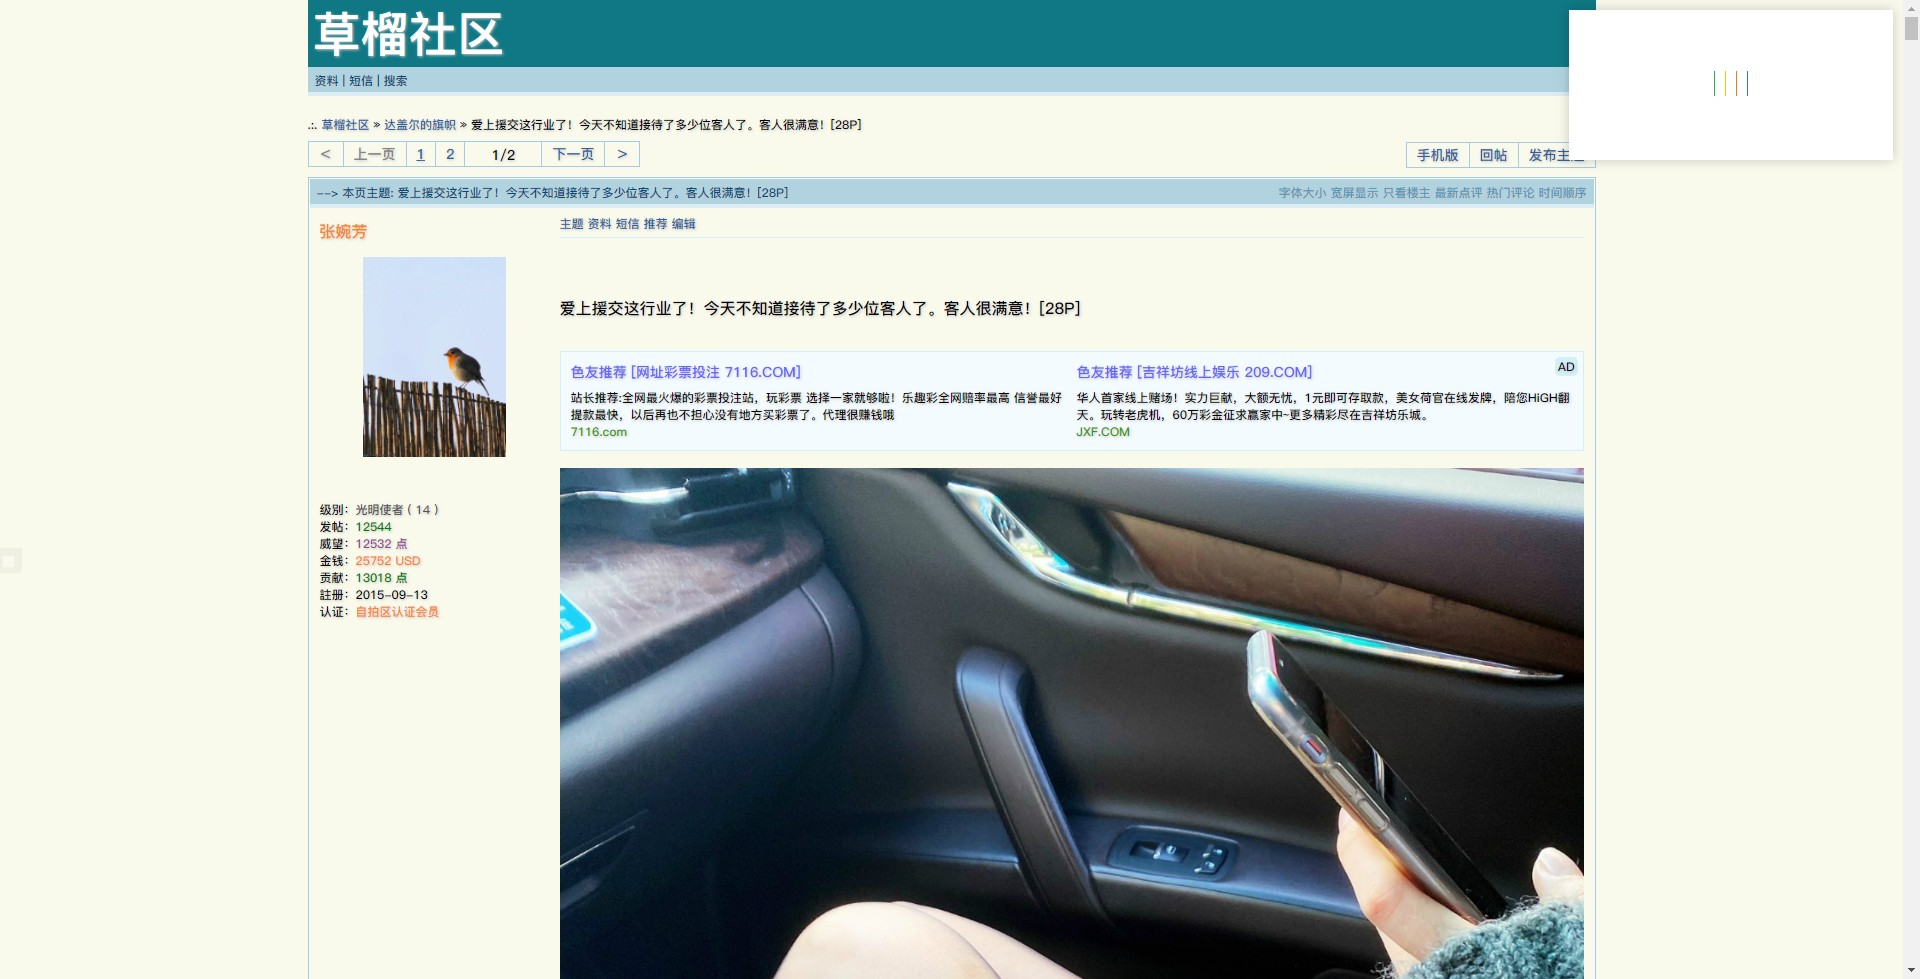 草榴社区
资料 | 短信 | 搜索
.:. 草榴社区 » 达盖尔的旗帜 » 爱上援交这行业了！今天不知道接待了多少位客人了。客人很满意！[28P]
< 上一页 1 2 1/2 下一页 >
手机版 回帖 发布主
--> 本页主题: 爱上援交这行业了！今天不知道接待了多少位客人了。客人很满意！[28P]
字体大小 宽屏显示 只看楼主 最新点评 热门评论 时间顺序
张婉芳
主题 资料 短信 推荐 编辑
爱上援交这行业了！今天不知道接待了多少位客人了。客人很满意！[28P]
AD
色友推荐 [网址彩票投注 7116.COM]
站长推荐:全网最火爆的彩票投注站，玩彩票 选择一家就够啦！乐趣彩全网赔率最高 信誉最好
提款最快，以后再也不担心没有地方买彩票了。代理很赚钱哦
7116.com
色友推荐 [吉祥坊线上娱乐 209.COM]
华人首家线上赌场！实力巨献，大额无忧，1元即可存取款，美女荷官在线发牌，陪您HiGH翻
天。玩转老虎机，60万彩金征求赢家中~更多精彩尽在吉祥坊乐城。
JXF.COM
级别：光明使者 ( 14 )
发帖：12544
威望：12532 点
金钱：25752 USD
贡献：13018 点
註册：2015-09-13
认证：自拍区认证会员